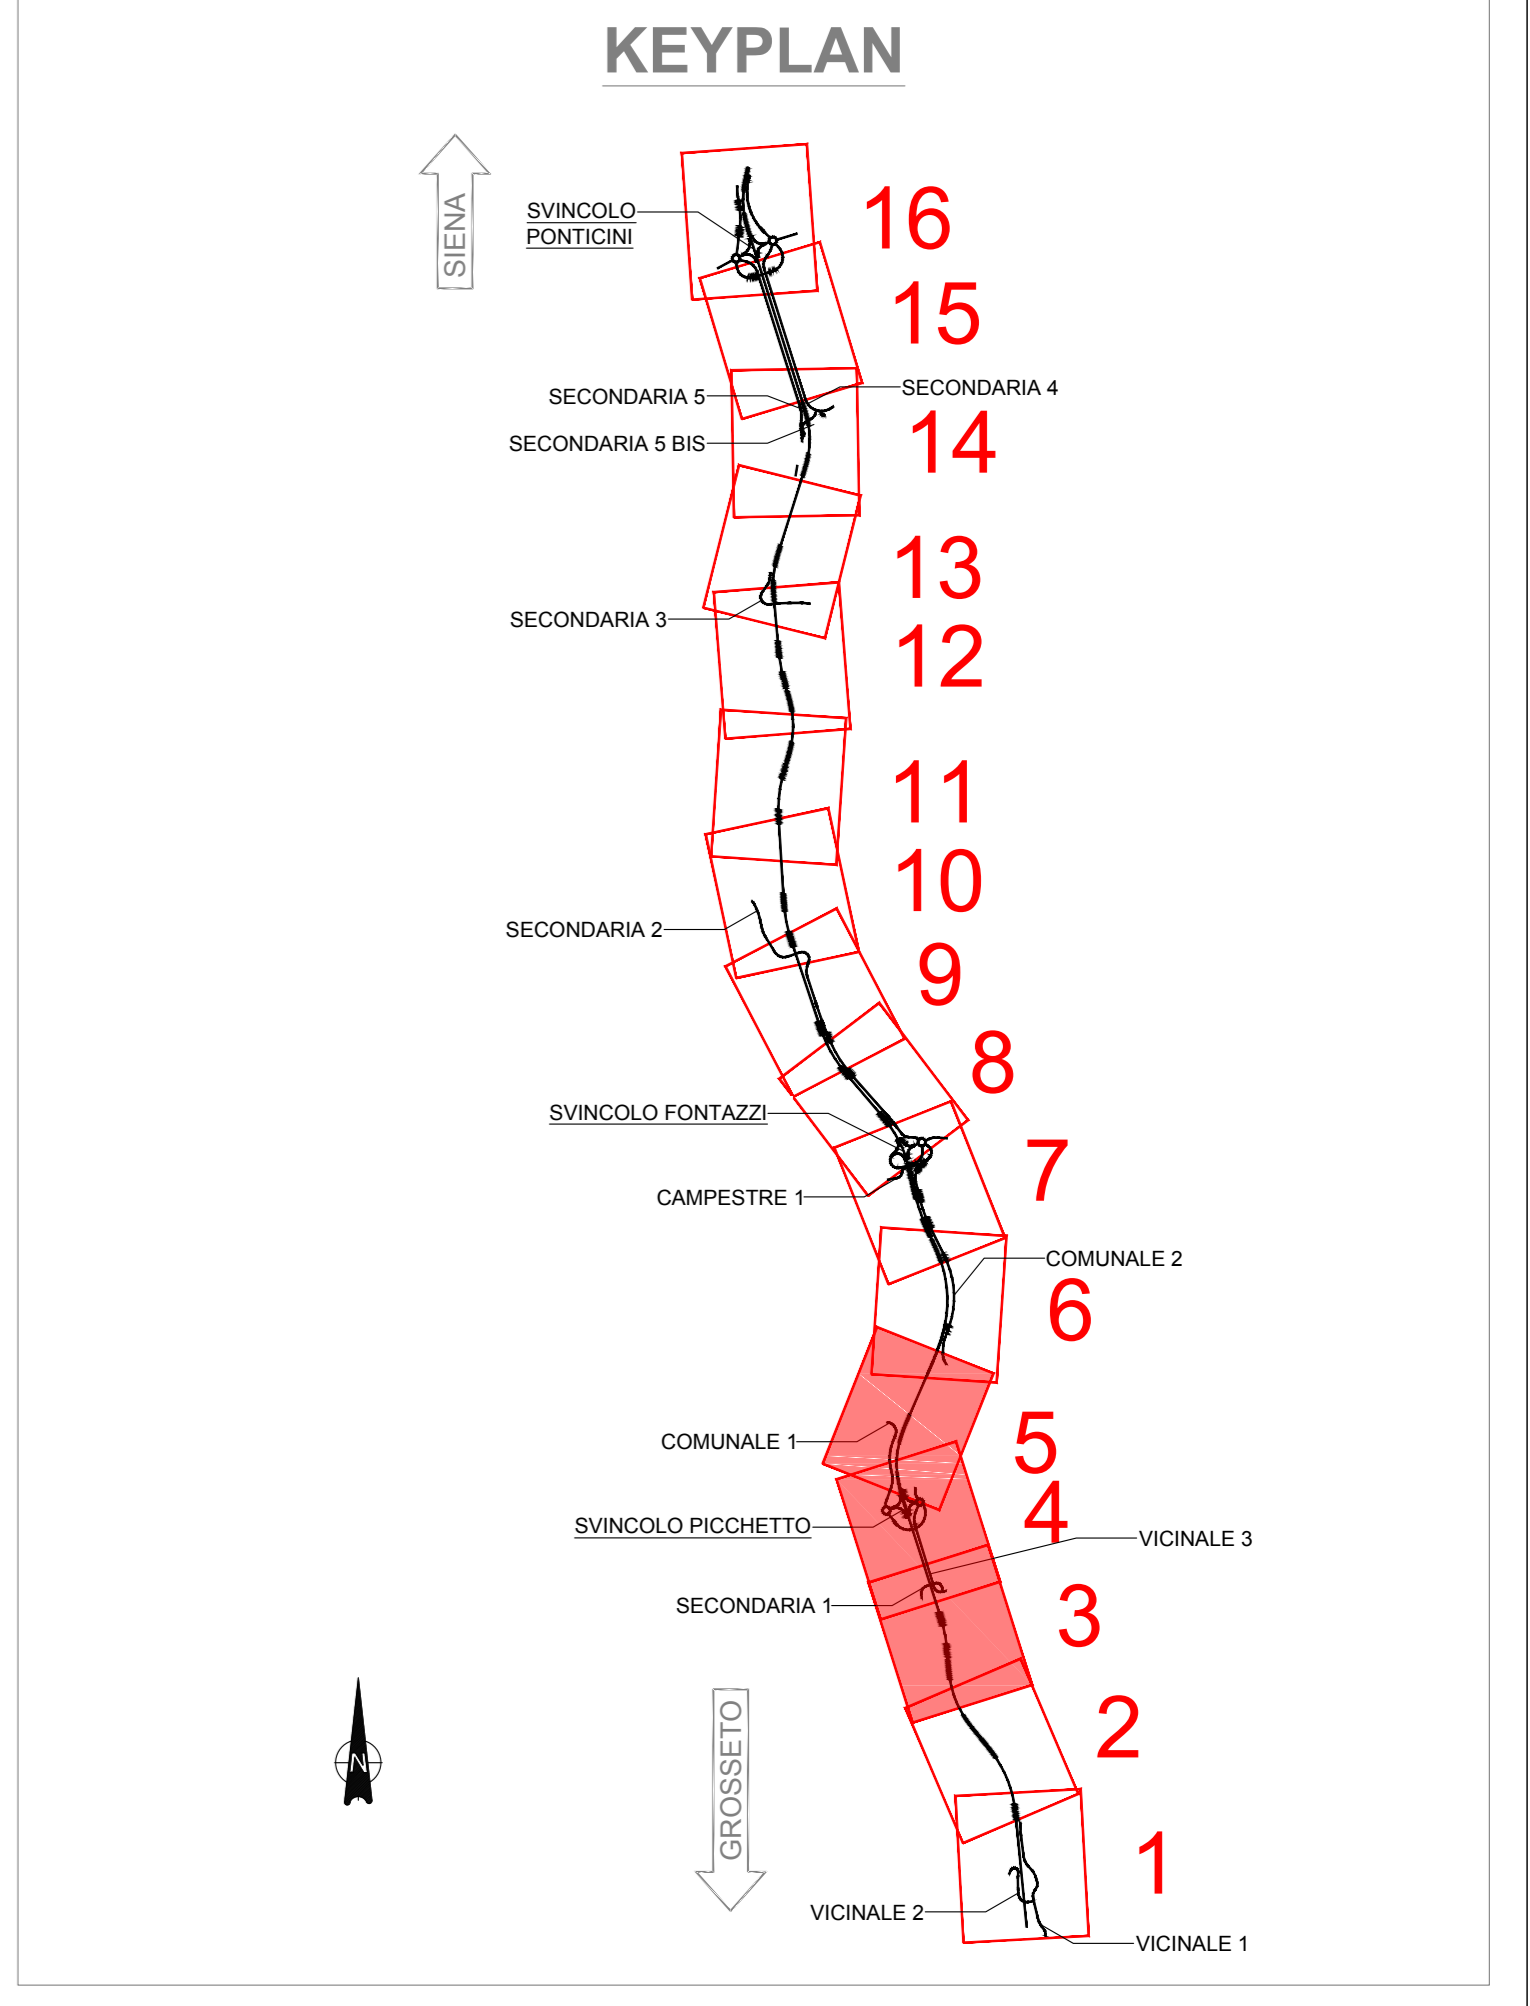 KEYPLAN
SIENA
SVINCOLO
PONTICINI
16
15
SECONDARIA 5
SECONDARIA 4
14
SECONDARIA 5 BIS
13
SECONDARIA 3
12
11
10
SECONDARIA 2
9
8
SVINCOLO FONTAZZI
7
CAMPESTRE 1
COMUNALE 2
6
COMUNALE 1
5
4
SVINCOLO PICCHETTO
VICINALE 3
SECONDARIA 1
3
2
N
GROSSETO
1
VICINALE 2
VICINALE 1